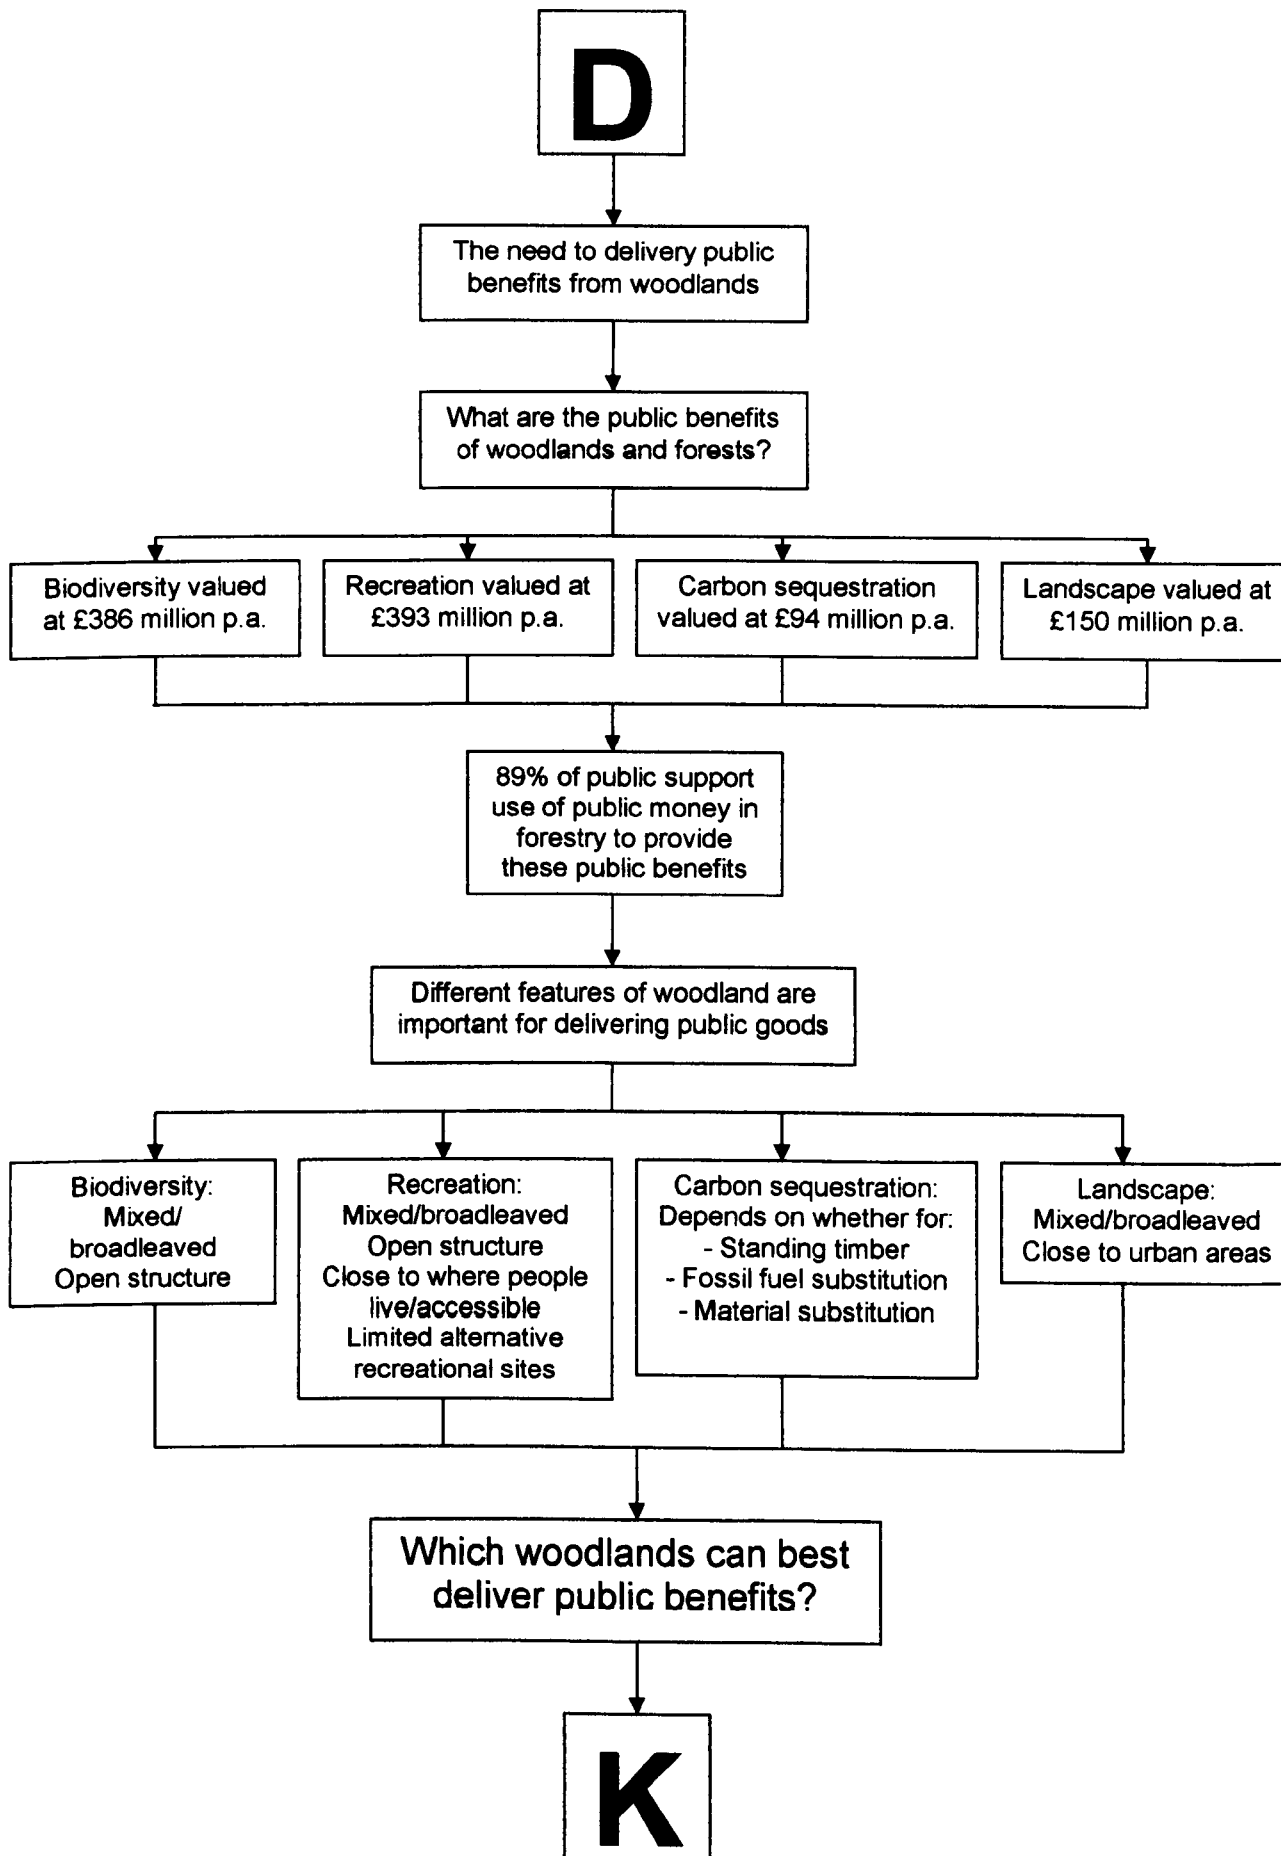 D
The need to delivery public
benefits from woodlands
What are the public benefits
of woodlands and forests?
Biodiversity valued
at £386 million p.a.
Recreation valued at
£393 million p.a.
Carbon sequestration
valued at £94 million p.a.
Landscape valued at
£150 million p.a.
89% of public support
use of public money in
forestry to provide
these public benefits
Different features of woodland are
important for delivering public goods
Biodiversity:
Mixed/
broadleaved
Open structure
Recreation:
Mixed/broadleaved
Open structure
Close to where people
live/accessible
Limited alternative
recreational sites
Carbon sequestration:
Depends on whether for:
- Standing timber
- Fossil fuel substitution
- Material substitution
Landscape:
Mixed/broadleaved
Close to urban areas
Which woodlands can best
deliver public benefits?
K